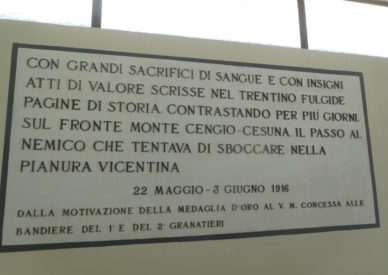 CON GRANDI SACRIFICI DI SANGUE E CON INSIGNI
ATTI DI VALORE SCRISSE NEL TRENTINO FULGIDE
PAGINE DI STORIA. CONTRASTANDO PER PIÙ GIORNI.
SUL FRONTE MONTE CENGIO-CESUNA. IL PASSO AL
NEMICO CHE TENTAVA DI SBOCCARE NELLA
PIANURA VICENTINA
22 MAGGIO-3 GIUGNO 1916
DALLA MOTIVAZIONE DELLA MEDAGLIA D'ORO AL V. M. CONCESSA ALLE
BANDIERE DEL 1° E DEL 2° GRANATIERI